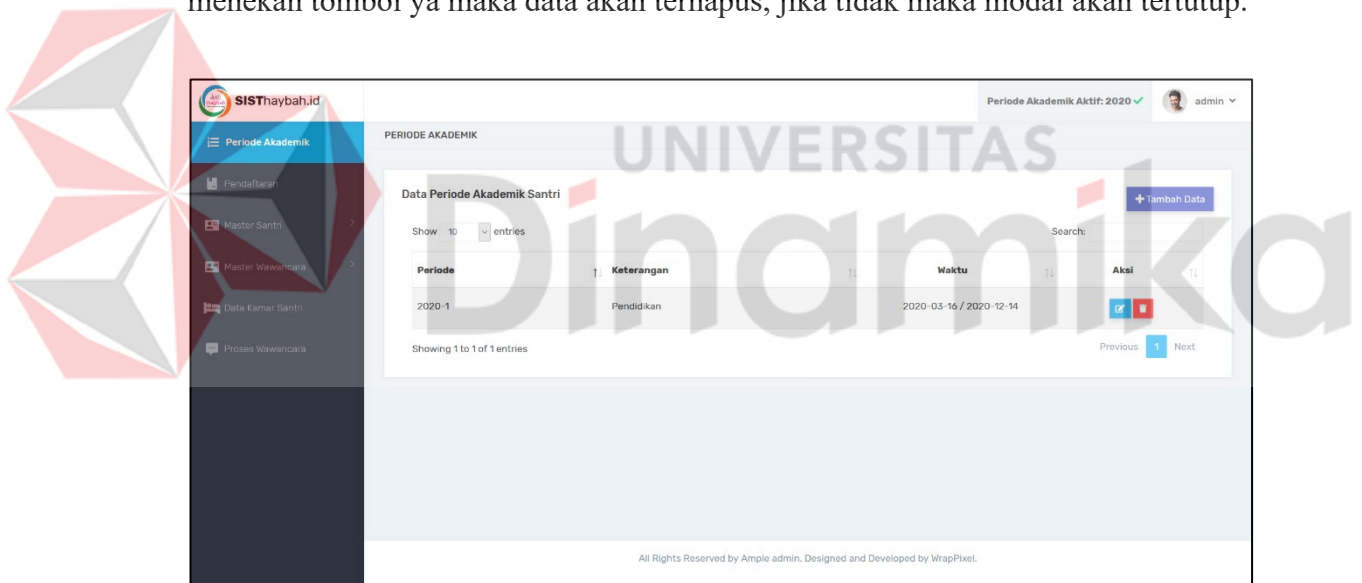 menekan tombol ya maka data akan terhapus, jika tidak maka modal akan tertutup.
SISThaybah.id
Periode Akademik Aktif: 2020
admin
Periode Akademik
PERIODE AKADEMIK
UNIVERSITAS
Dinamika
Pendaftaran
Master Santri
Master Wawancara
Data Kamar Santri
Proses Wawancara
Data Periode Akademik Santri
Tambah Data
Show 10 entries
Search:
Periode Keterangan Waktu Aksi
2020-1 Pendidikan 2020-03-16 / 2020-12-14
Showing 1 to 1 of 1 entries
Previous 1 Next
All Rights Reserved by Ample admin. Designed and Developed by WrapPixel.